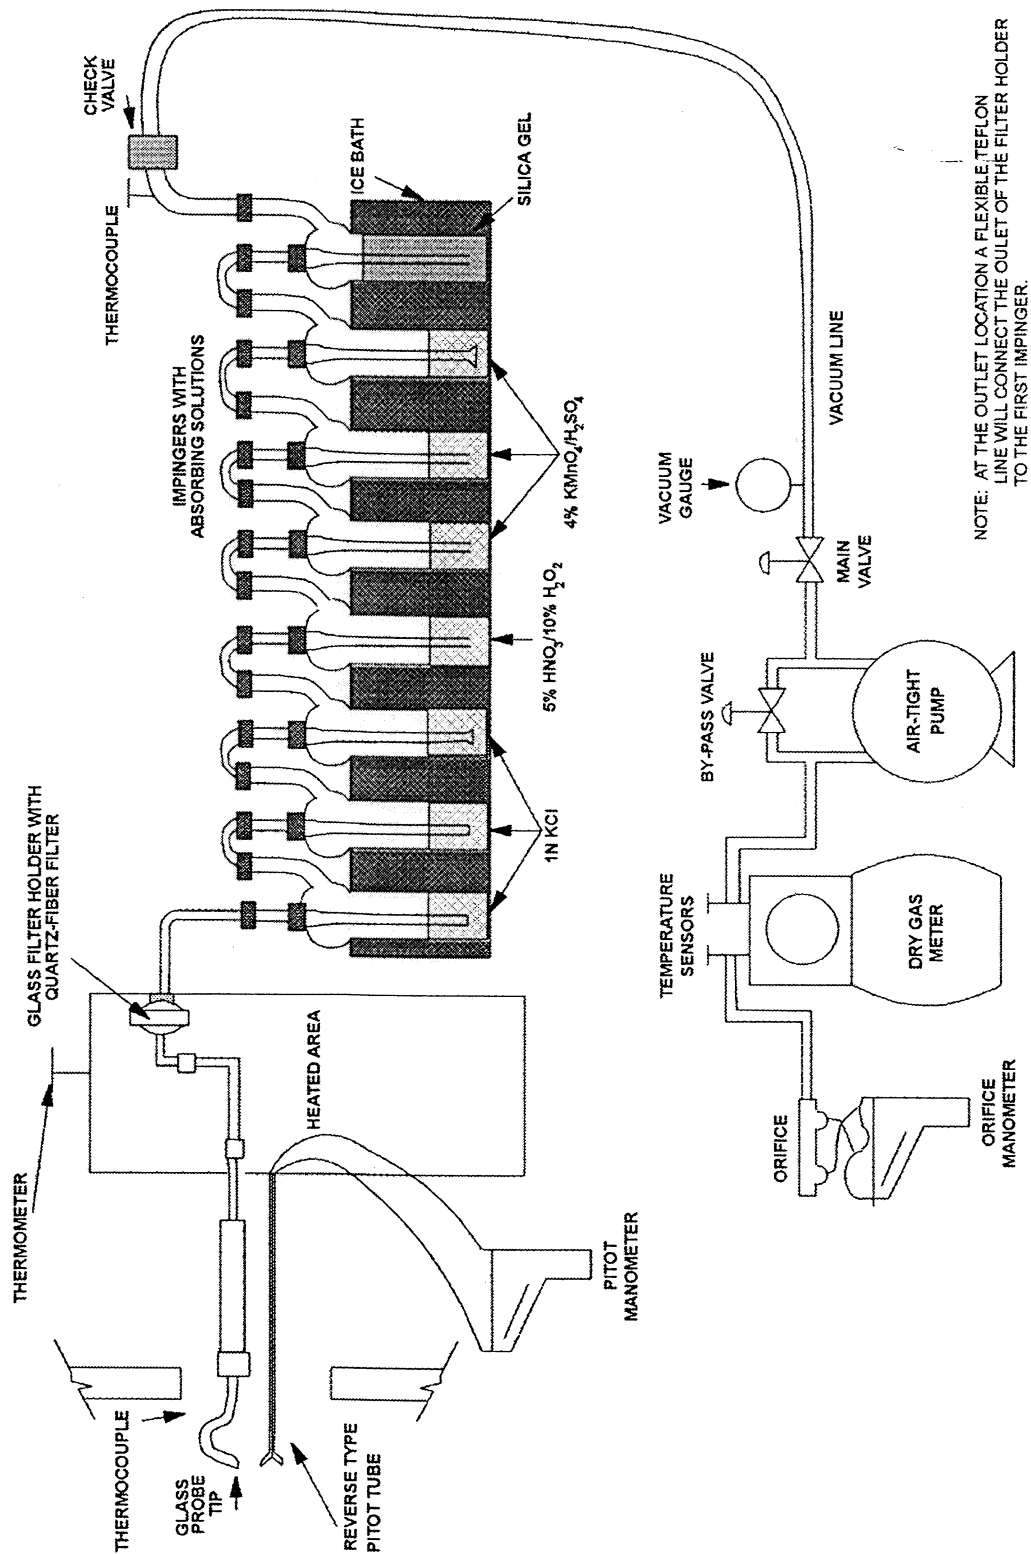 THERMOMETER
GLASS FILTER HOLDER WITH
QUARTZ-FIBER FILTER
CHECK
VALVE
THERMOCOUPLE
IMPINGERS WITH
ABSORBING SOLUTIONS
HEATED AREA
ICE BATH
THERMOCOUPLE
GLASS
PROBE
TIP
REVERSE TYPE
PITOT TUBE
PITOT
MANOMETER
1N KCl
5% HNO3/10% H2O2
4% KMnO4/H2SO4
SILICA GEL
TEMPERATURE
SENSORS
BY-PASS VALVE
VACUUM
GAUGE
ORIFICE
MAIN
VALVE
VACUUM LINE
DRY GAS
METER
AIR-TIGHT
PUMP
ORIFICE
MANOMETER
NOTE: AT THE OUTLET LOCATION A FLEXIBLE TEFLON
LINE WILL CONNECT THE OULET OF THE FILTER HOLDER
TO THE FIRST IMPINGER.